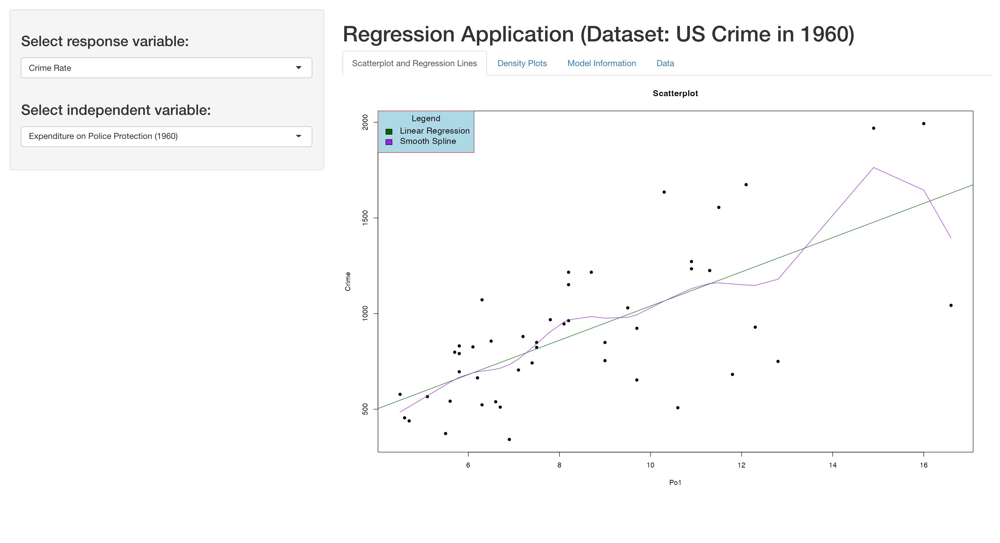 Select response variable:
Crime Rate
Select independent variable:
Expenditure on Police Protection (1960)
Regression Application (Dataset: US Crime in 1960)
Scatterplot and Regression Lines
Density Plots
Model Information
Data
Scatterplot
Legend
Linear Regression
Smooth Spline
2000
1500
1000
500
Crime
6 8 10 12 14 16
Po1